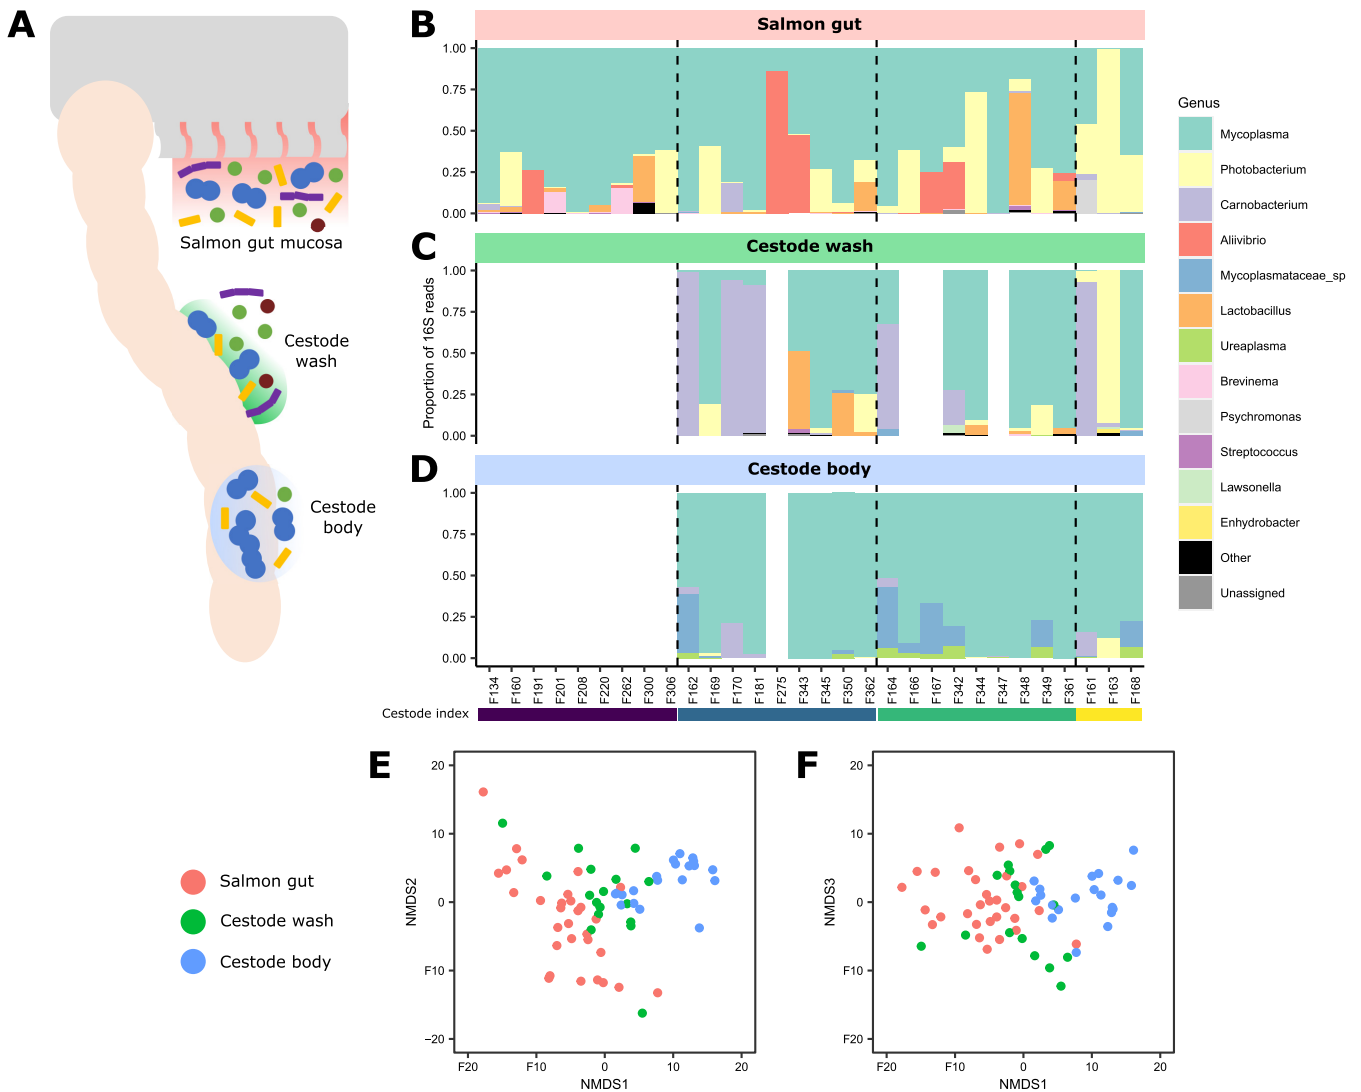 A
Salmon gut mucosa
Cestode
wash
Cestode
body
B
Salmon gut
1.00
0.75
0.50
0.25
0.00
C
Cestode wash
1.00
0.75
0.50
0.25
0.00
Proportion of 16S reads
D
Cestode body
1.00
0.75
0.50
0.25
0.00
F134
F160
F191
F201
F208
F220
F262
F300
F306
F162
F169
F170
F181
F275
F343
F345
F350
F362
F164
F166
F167
F342
F344
F347
F348
F349
F361
F161
F163
F168
Cestode index
Genus
Mycoplasma
Photobacterium
Carnobacterium
Aliivibrio
Mycoplasmataceae_sp
Lactobacillus
Ureaplasma
Brevinema
Psychromonas
Streptococcus
Lawsonella
Enhydrobacter
Other
Unassigned
Salmon gut
Cestode wash
Cestode body
E
NMDS2
20
10
0
F10
−20
F20
F10
0
10
20
NMDS1
F
NMDS3
20
10
0
F10
F20
F20
F10
0
10
20
NMDS1